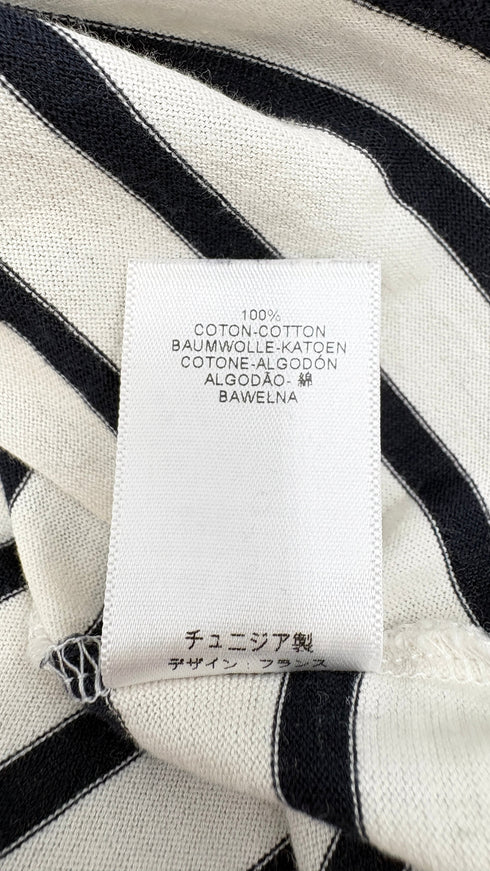 100%
COTON-COTTON
BAUMWOLLE-KATOEN
COTONE-ALGODÓN
ALGODÃO- 綿
BAWEŁNA
チュニジア製
デザイン：フランス